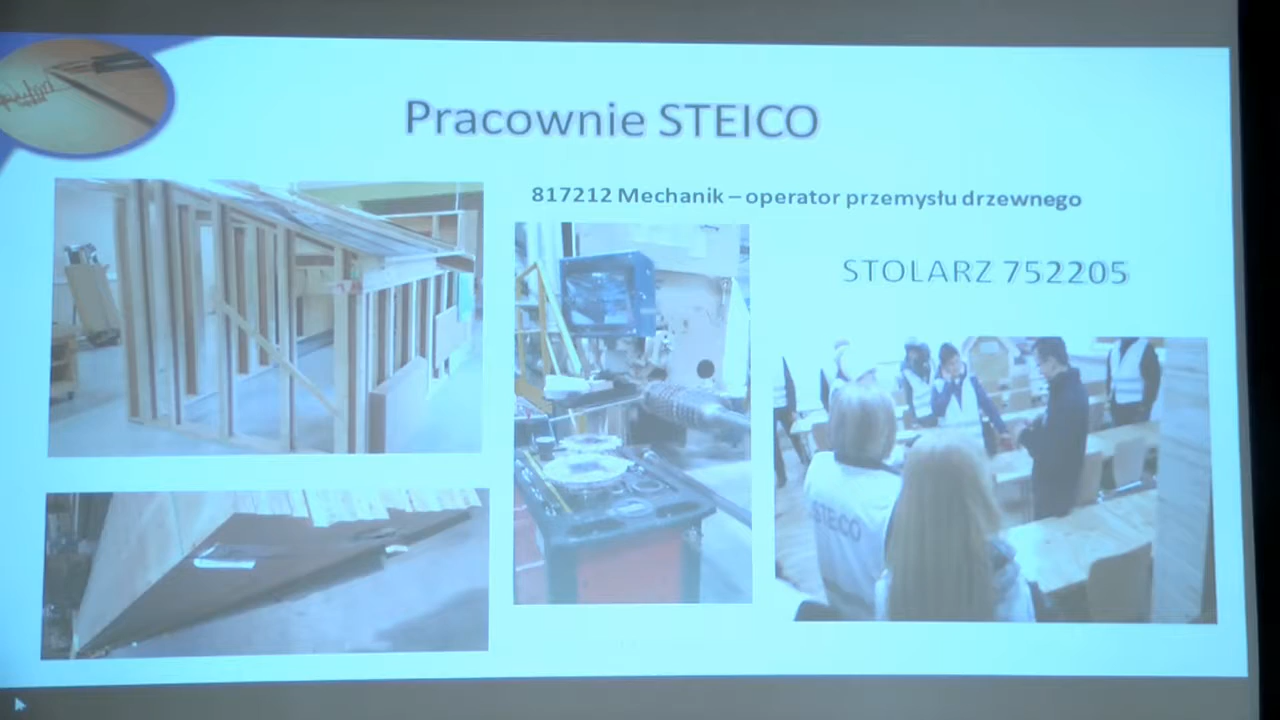 Pracownie STEICO
817212 Mechanik – operator przemysłu drzewnego
STOLARZ 752205
STEICO